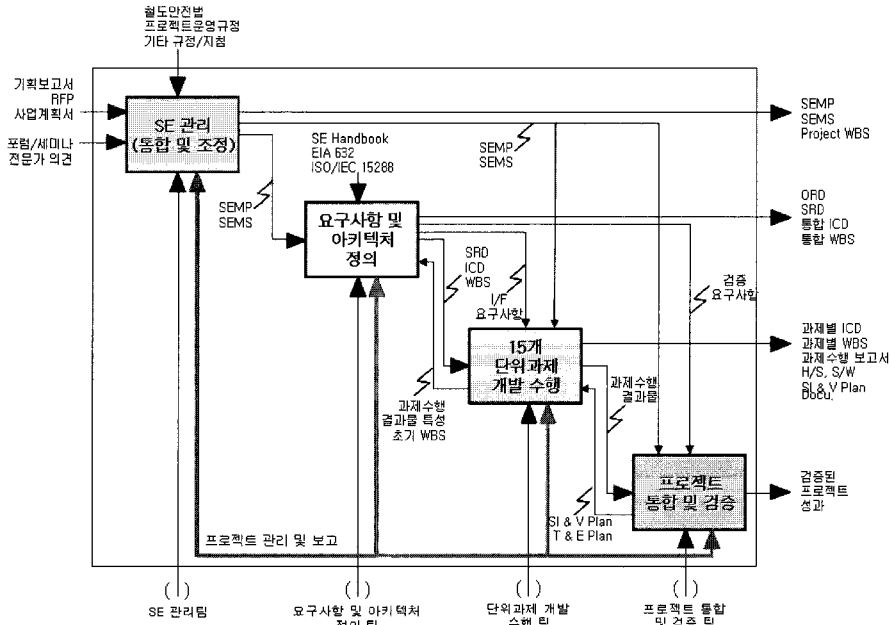 철도안전법
프로젝트운영규정
기타 규정/지침
기획보고서
RFP
사업계획서
포럼/세미나
전문가 의견
SE 관리
(통합 및 조정)
SEMP
SEMS
Project WBS
SE Handbook
EIA 632
ISO/IEC 15288
SEMP
SEMS
SEMP
SEMS
요구사항 및
아키텍처
정의
ORD
SRD
통합 ICD
통합 WBS
SRD
ICD
WBS
I/F
요구사항
검증
요구사항
15개
단위과제
개발 수행
과제별 ICD
과제별 WBS
과제수행 보고서
H/S, S/W
SI & V Plan
Docu.
과제수행
결과물 특성
초기 WBS
과제수행
결과물
프로젝트
통합 및 검증
검증된
프로젝트
성과
SI & V Plan
T & E Plan
프로젝트 관리 및 보고
( )
( )
( )
( )
SE 관리팀
요구사항 및 아키텍처
정의 팀
단위과제 개발
수행 팀
프로젝트 통합
및 검증 팀